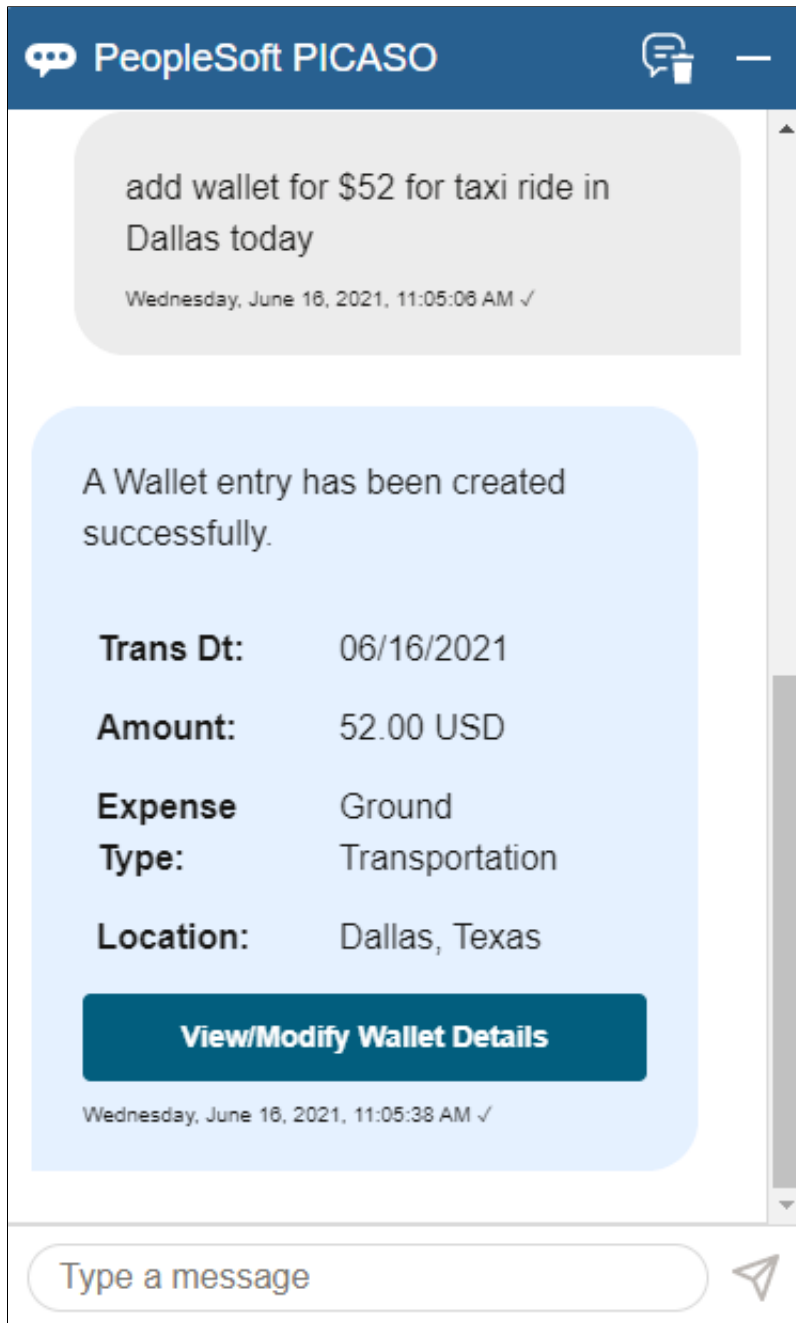 PeopleSoft PICASO
add wallet for $52 for taxi ride in
Dallas today
Wednesday, June 16, 2021, 11:05:06 AM ✓
A Wallet entry has been created
successfully.
Trans Dt: 06/16/2021
Amount: 52.00 USD
Expense Ground
Type: Transportation
Location: Dallas, Texas
View/Modify Wallet Details
Wednesday, June 16, 2021, 11:05:38 AM ✓
Type a message